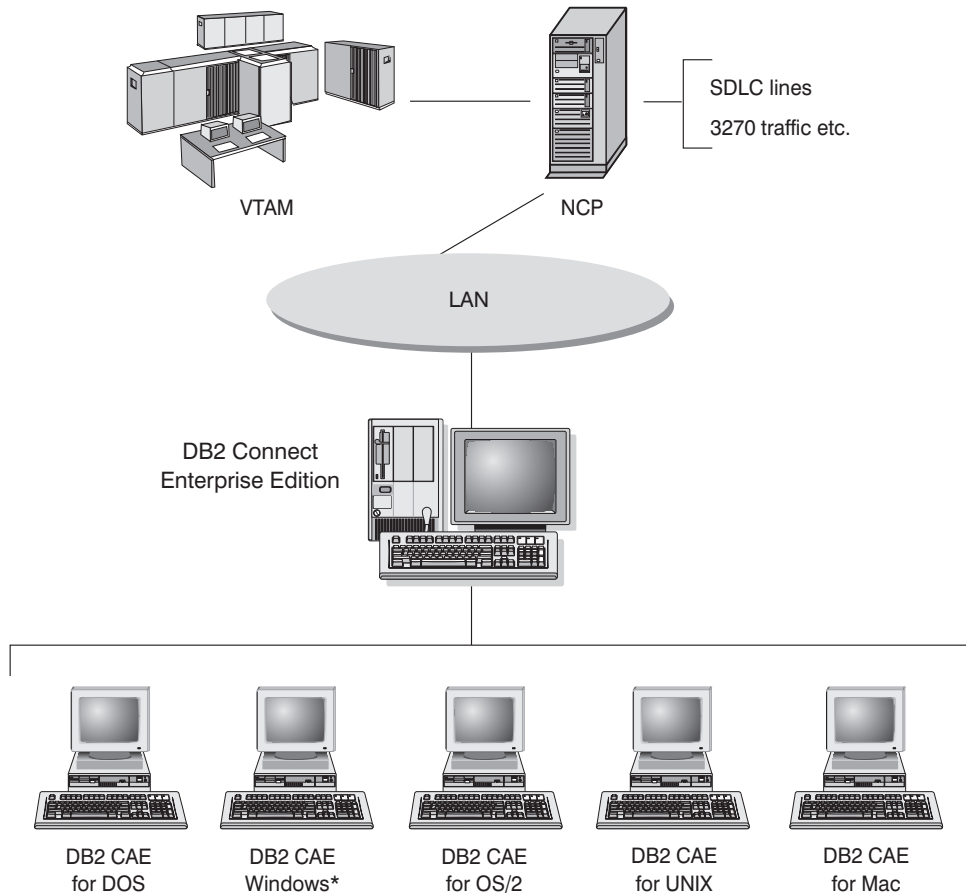 SDLC lines
3270 traffic etc.
VTAM
NCP
LAN
DB2 Connect
Enterprise Edition
DB2 CAE
for DOS
DB2 CAE
Windows*
DB2 CAE
for OS/2
DB2 CAE
for UNIX
DB2 CAE
for Mac